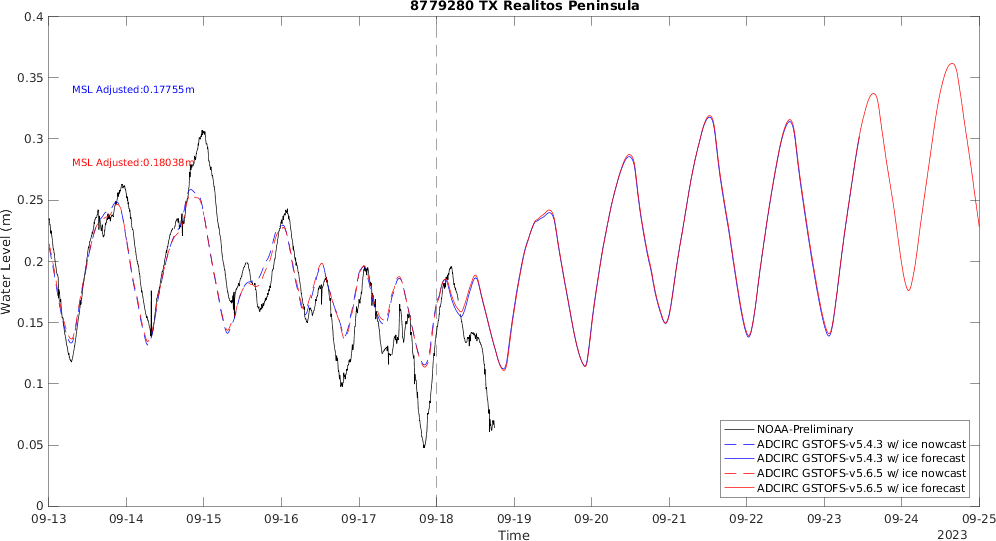 8779280 TX Realitos Peninsula
0.4
0.35
0.3
0.25
0.2
0.15
0.1
0.05
0
Water Level (m)
MSL Adjusted:0.17755m
MSL Adjusted:0.18038m
NOAA-Preliminary
ADCIRC GSTOFS-v5.4.3 w/ ice nowcast
ADCIRC GSTOFS-v5.4.3 w/ ice forecast
ADCIRC GSTOFS-v5.6.5 w/ ice nowcast
ADCIRC GSTOFS-v5.6.5 w/ ice forecast
09-13 09-14 09-15 09-16 09-17 09-18 09-19 09-20 09-21 09-22 09-23 09-24 09-25
Time
2023